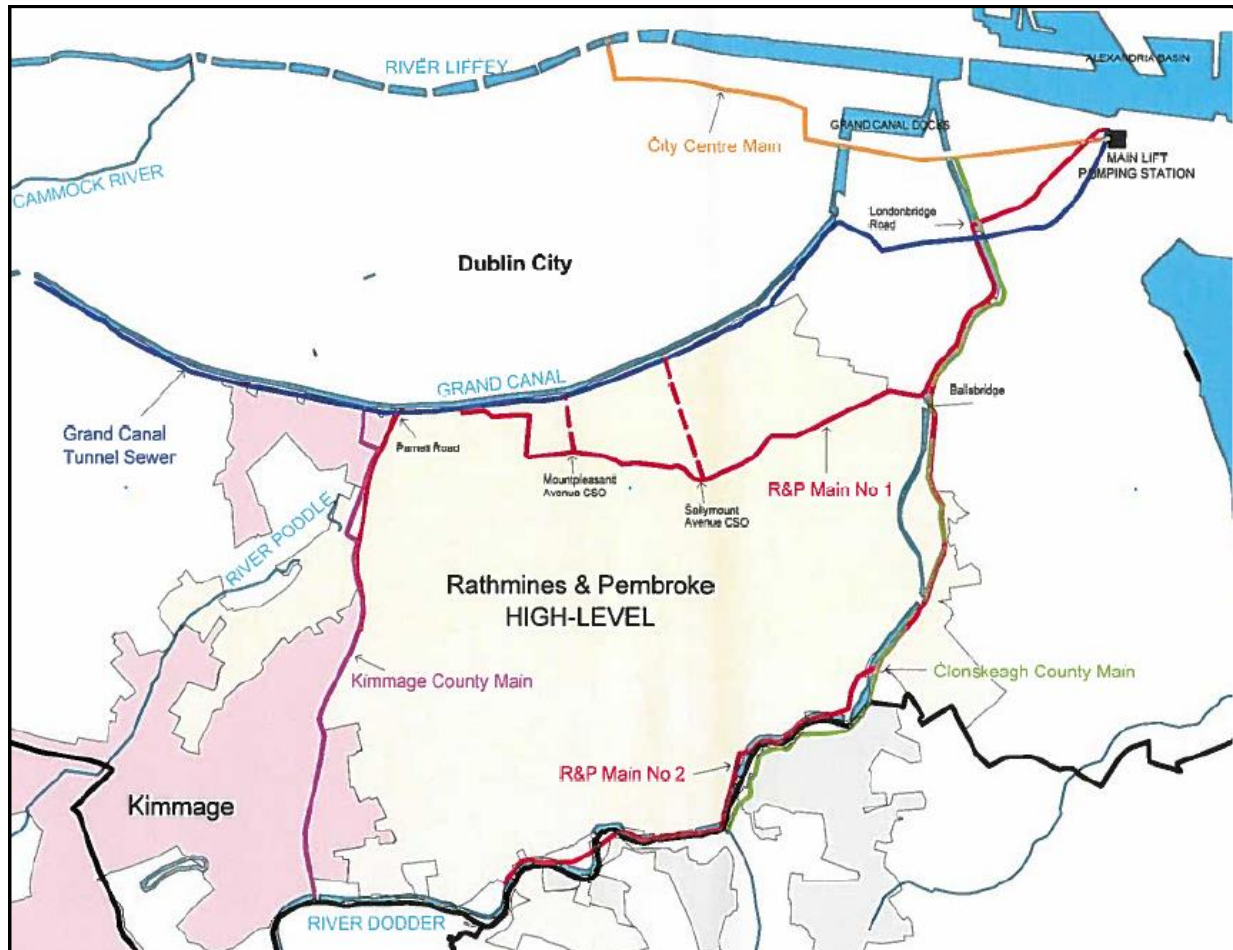 RIVER LIFFEY
ALEXANDRIA BASIN
City Centre Main
GRAND CANAL DOCKS
MAIN LIFT
PUMPING STATION
CAMMOCK RIVER
Londonbridge
Road
Dublin City
GRAND CANAL
Ballsbridge
Grand Canal
Tunnel Sewer
Parnell Road
Mountpleasant
Avenue CSO
R&P Main No 1
Sallymount
Avenue CSO
RIVER PODDLE
Rathmines & Pembroke
HIGH-LEVEL
Kimmage County Main
Clonskeagh County Main
R&P Main No 2
Kimmage
RIVER DODDER